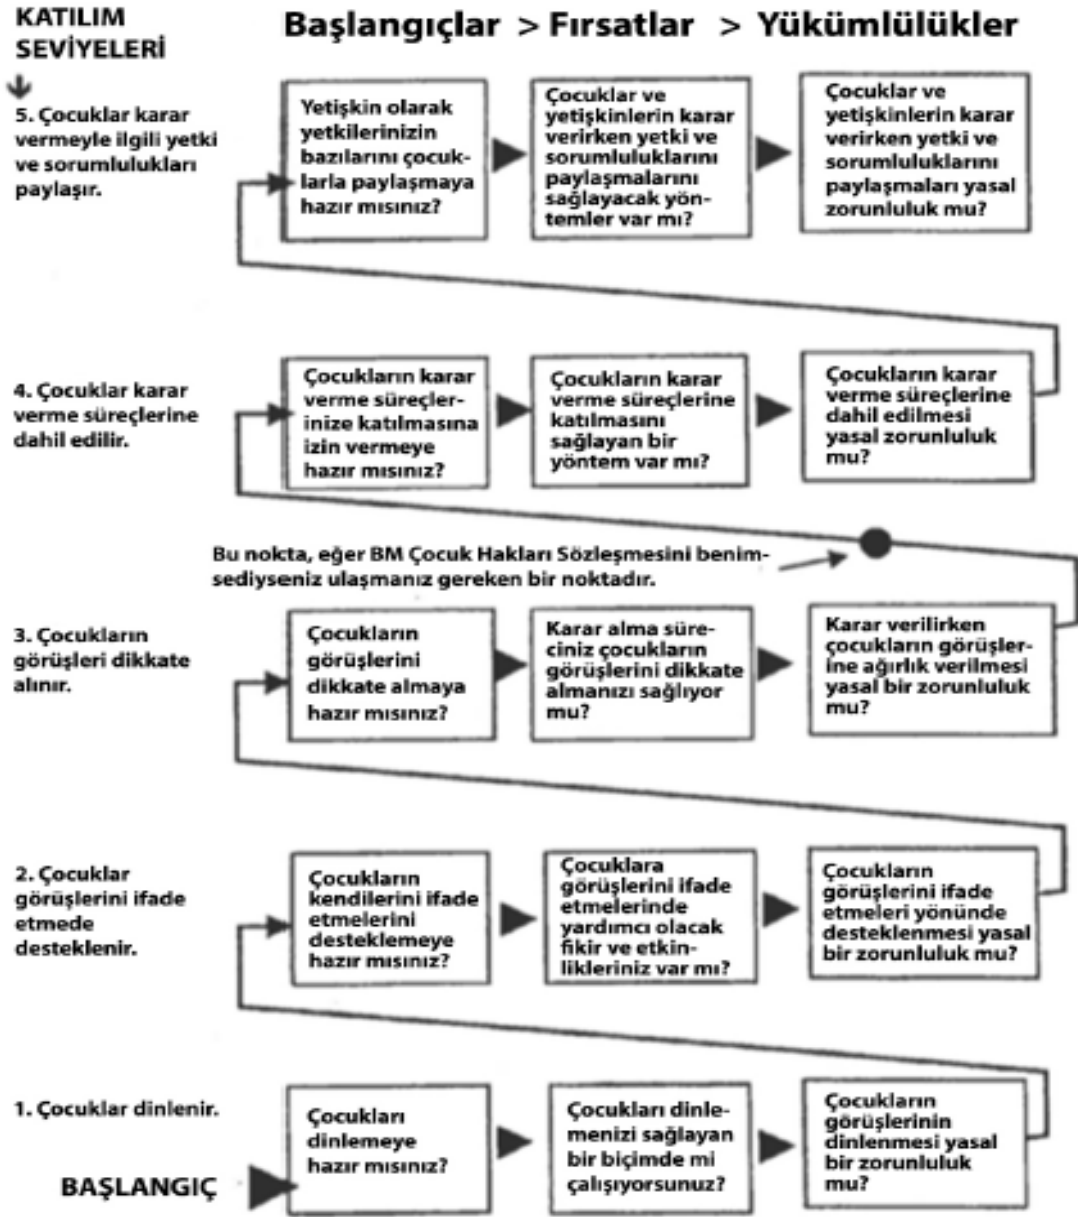 KATILIM
SEVİYELERİ
Başlangıçlar > Fırsatlar > Yükümlülükler
5. Çocuklar karar
vermeyle ilgili yetki
ve sorumlulukları
paylaşır.
Yetişkin olarak
yetkilerinizin
bazılarını çocuk-
larla paylaşmaya
hazır mısınız?
Çocuklar ve
yetişkinlerin karar
verirken yetki ve
sorumluluklarını
paylaşmalarını
sağlayacak yön-
temler var mı?
Çocuklar ve
yetişkinlerin karar
verirken yetki ve
sorumluluklarını
paylaşmaları yasal
zorunluluk mu?
4. Çocuklar karar
verme süreçlerine
dahil edilir.
Çocukların karar
verme süreçler-
inize katılmasına
izin vermeye
hazır mısınız?
Çocukların karar
verme süreçlerine
katılmasını
sağlayan bir
yöntem var mı?
Çocukların karar
verme süreçlerine
dahil edilmesi
yasal zorunluluk
mu?
Bu nokta, eğer BM Çocuk Hakları Sözleşmesini benim-
sediyseniz ulaşmanız gereken bir noktadır.
3. Çocukların
görüşleri dikkate
alınır.
Çocukların
görüşlerini
dikkate almaya
hazır mısınız?
Karar alma süre-
ciniz çocukların
görüşlerini dikkate
almanızı sağlıyor
mu?
Karar verilirken
çocukların görüşler-
ine ağırlık verilmesi
yasal bir zorunluluk
mu?
2. Çocuklar
görüşlerini ifade
etmede
desteklenir.
Çocukların
kendilerini ifade
etmelerini
desteklemeye
hazır mısınız?
Çocuklara
görüşlerini ifade
etmelerinde
yardımcı olacak
fikir ve etkin-
likleriniz var mı?
Çocukların
görüşlerini ifade
etmeleri yönünde
desteklenmesi yasal
bir zorunluluk mu?
1. Çocuklar dinlenir.
Çocukları
dinlemeye
hazır mısınız?
Çocukları dinle-
menizi sağlayan
bir biçimde mi
çalışıyorsunuz?
Çocukların
görüşlerinin
dinlenmesi yasal
bir zorunluluk
mu?
BAŞLANGIÇ